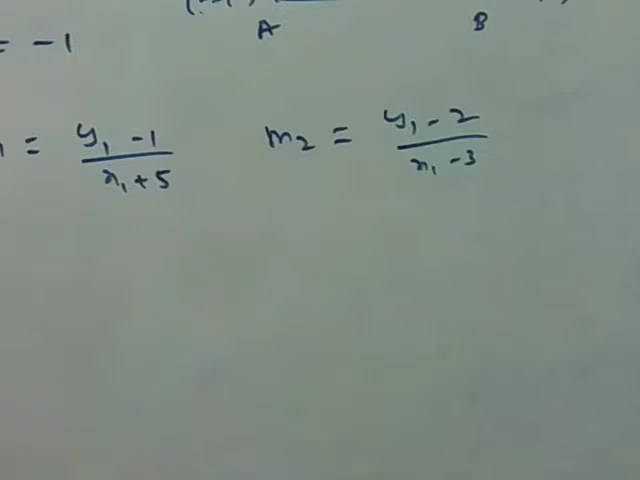 A B
= -1
= y₁ - 1 / x₁ + 5 m₂ = y₁ - 2 / x₁ - 3